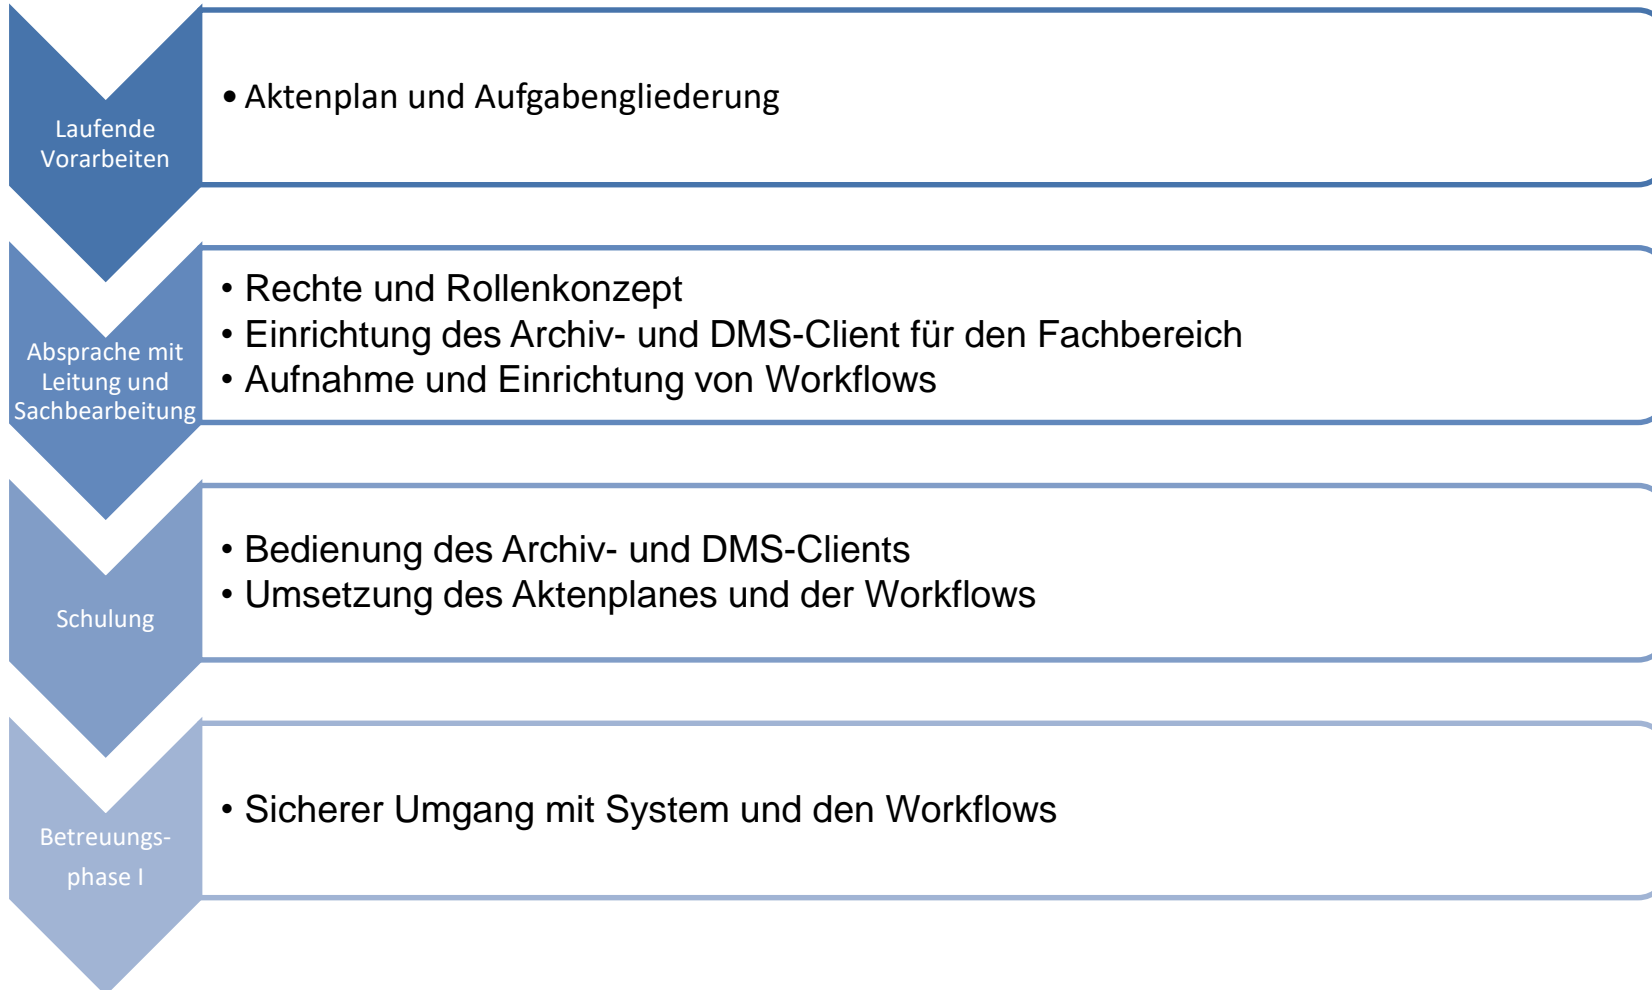 Laufende
Vorarbeiten
• Aktenplan und Aufgabengliederung
Absprache mit
Leitung und
Sachbearbeitung
• Rechte und Rollenkonzept
• Einrichtung des Archiv- und DMS-Client für den Fachbereich
• Aufnahme und Einrichtung von Workflows
Schulung
• Bedienung des Archiv- und DMS-Clients
• Umsetzung des Aktenplanes und der Workflows
Betreuungs-
phase I
• Sicherer Umgang mit System und den Workflows